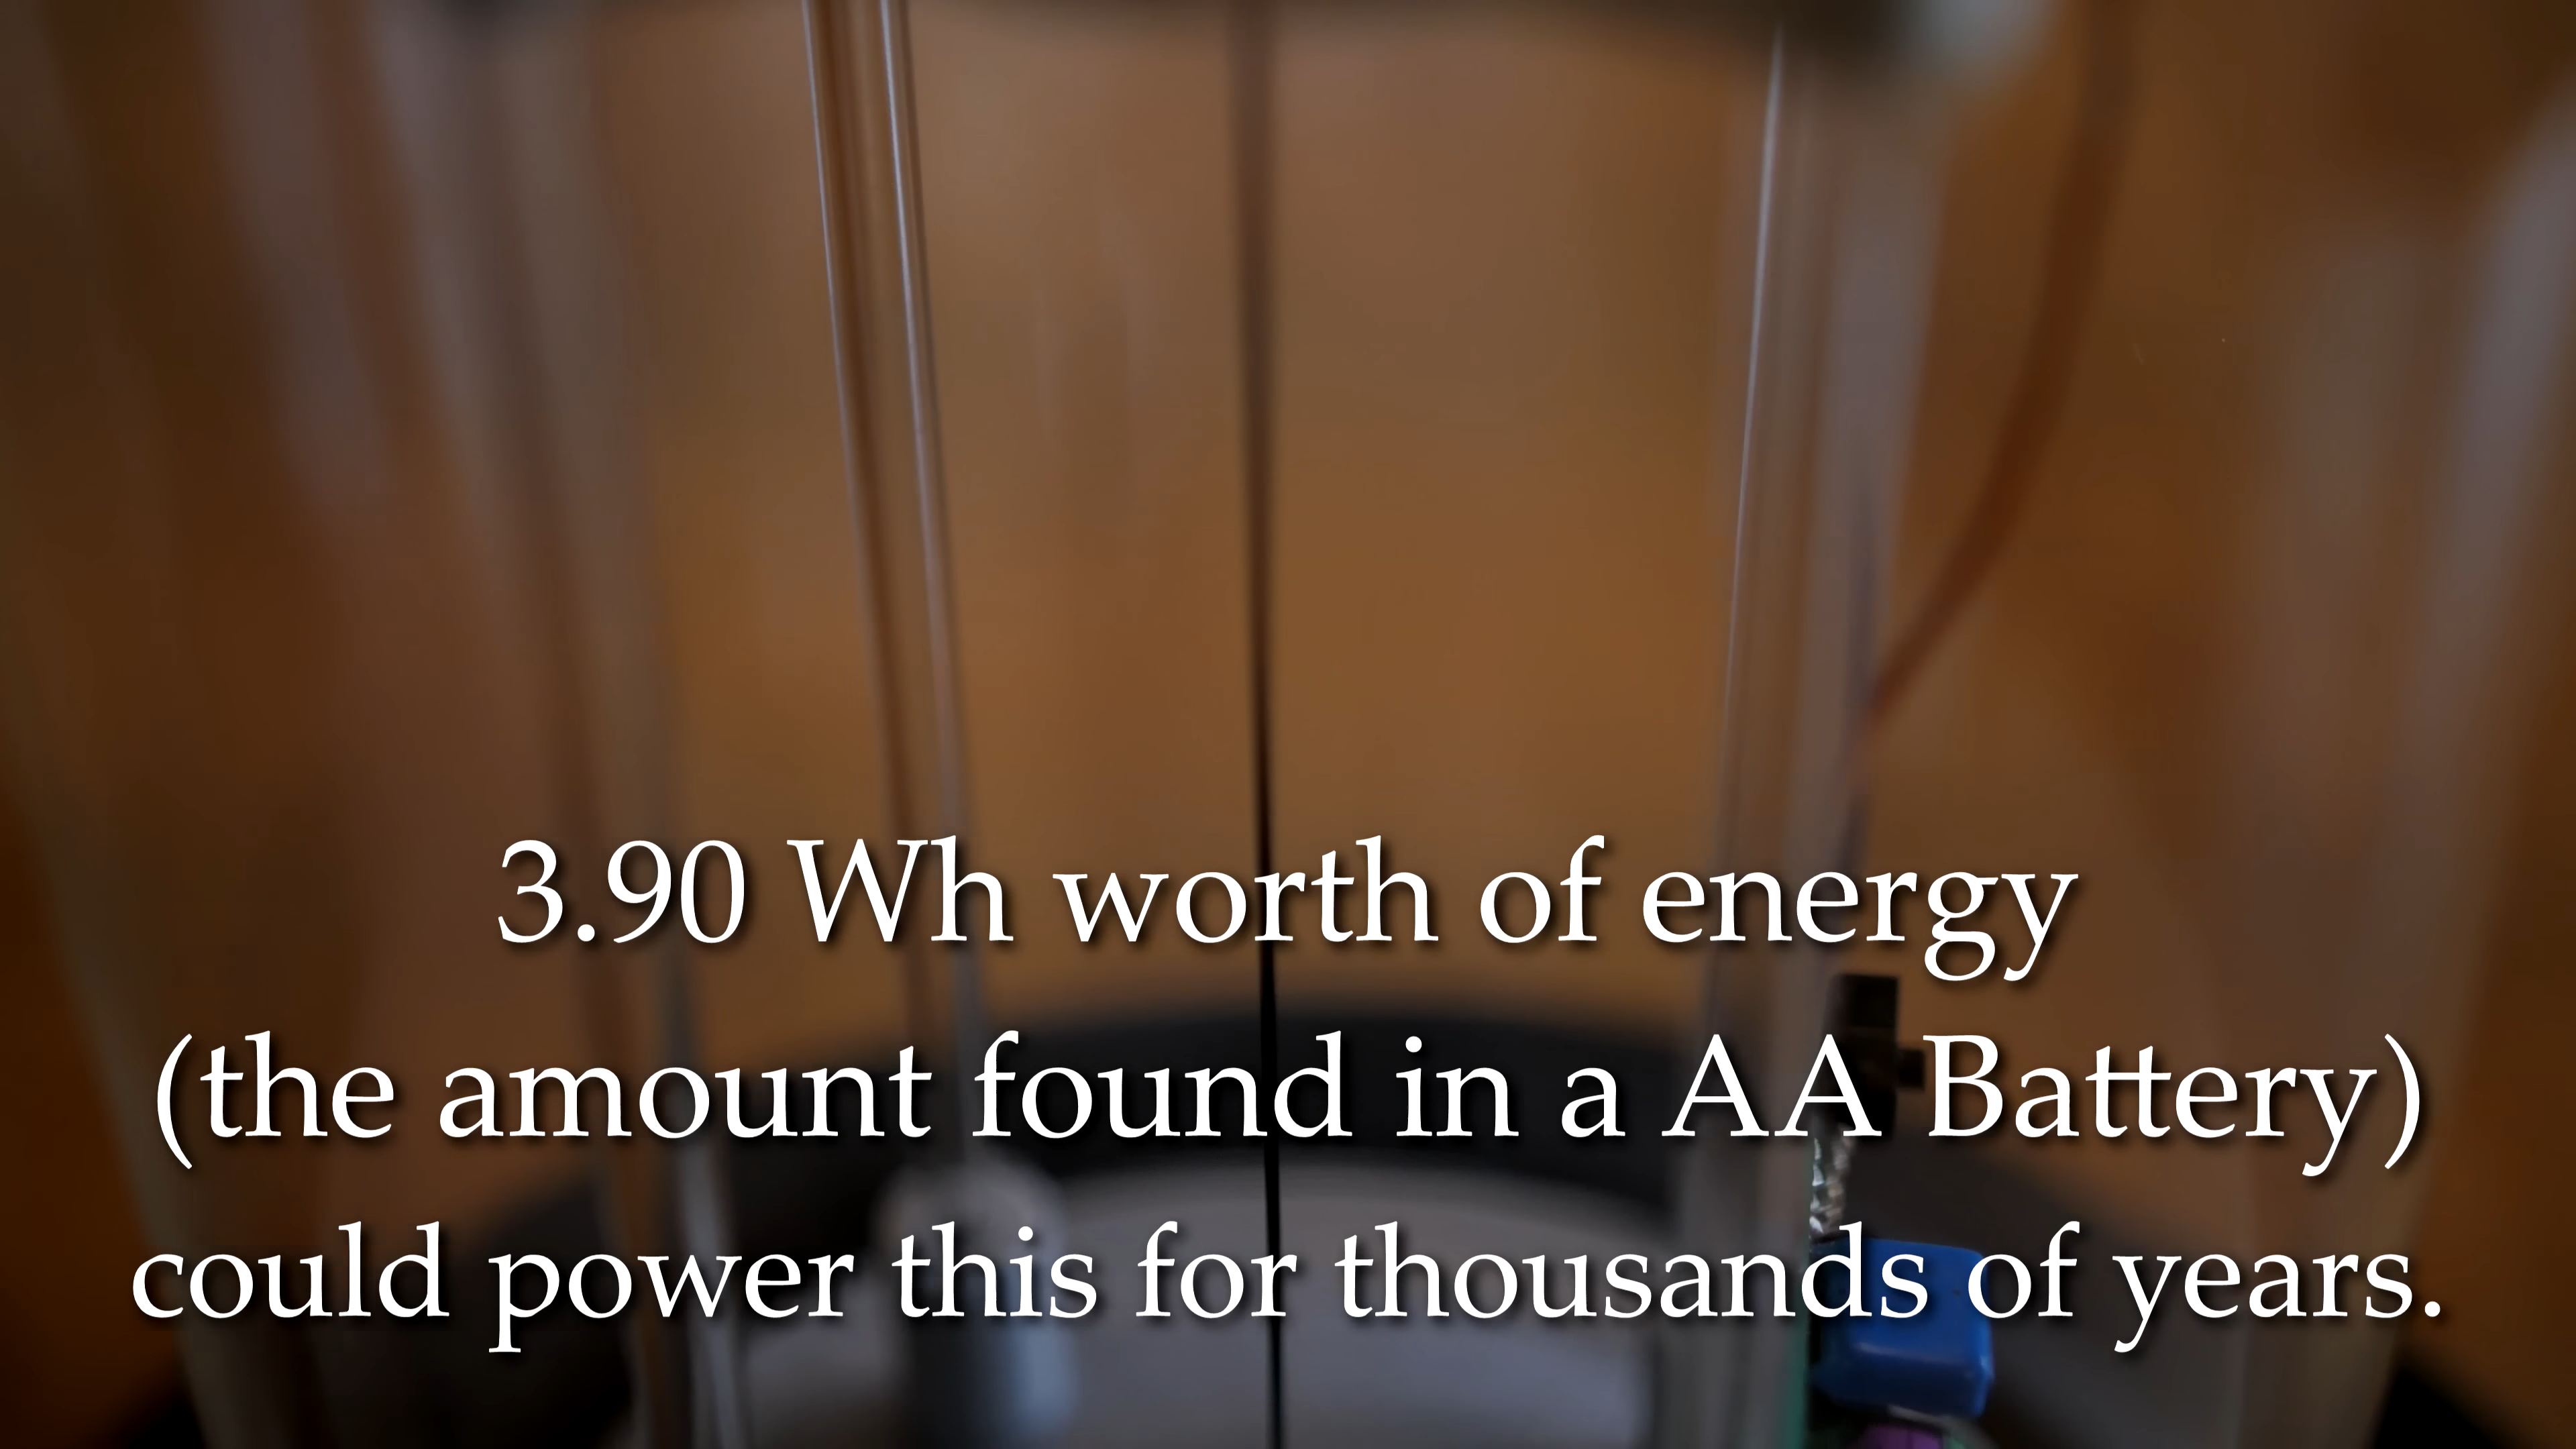 3.90 Wh worth of energy
(the amount found in a AA Battery)
could power this for thousands of years.